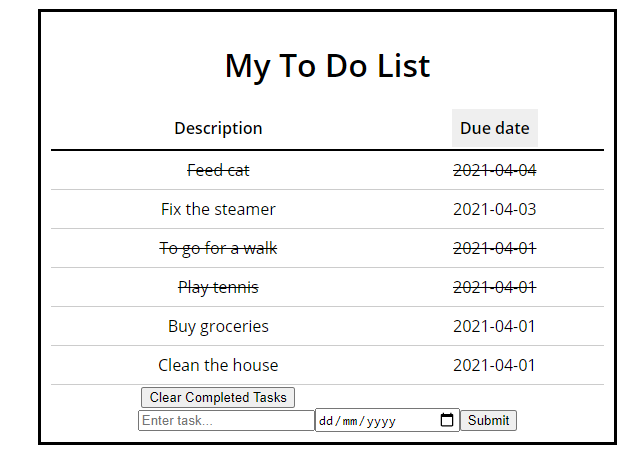 My To Do List
Description Due date
Feed cat 2021-04-04
Fix the steamer 2021-04-03
To go for a walk 2021-04-01
Play tennis 2021-04-01
Buy groceries 2021-04-01
Clean the house 2021-04-01
Clear Completed Tasks
Enter task... dd/mm/yyyy Submit